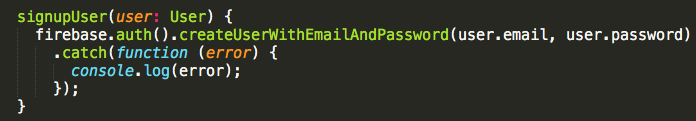 signupUser(user: User) {
firebase.auth().createUserWithEmailAndPassword(user.email, user.password)
.catch(function (error) {
console.log(error);
});
}